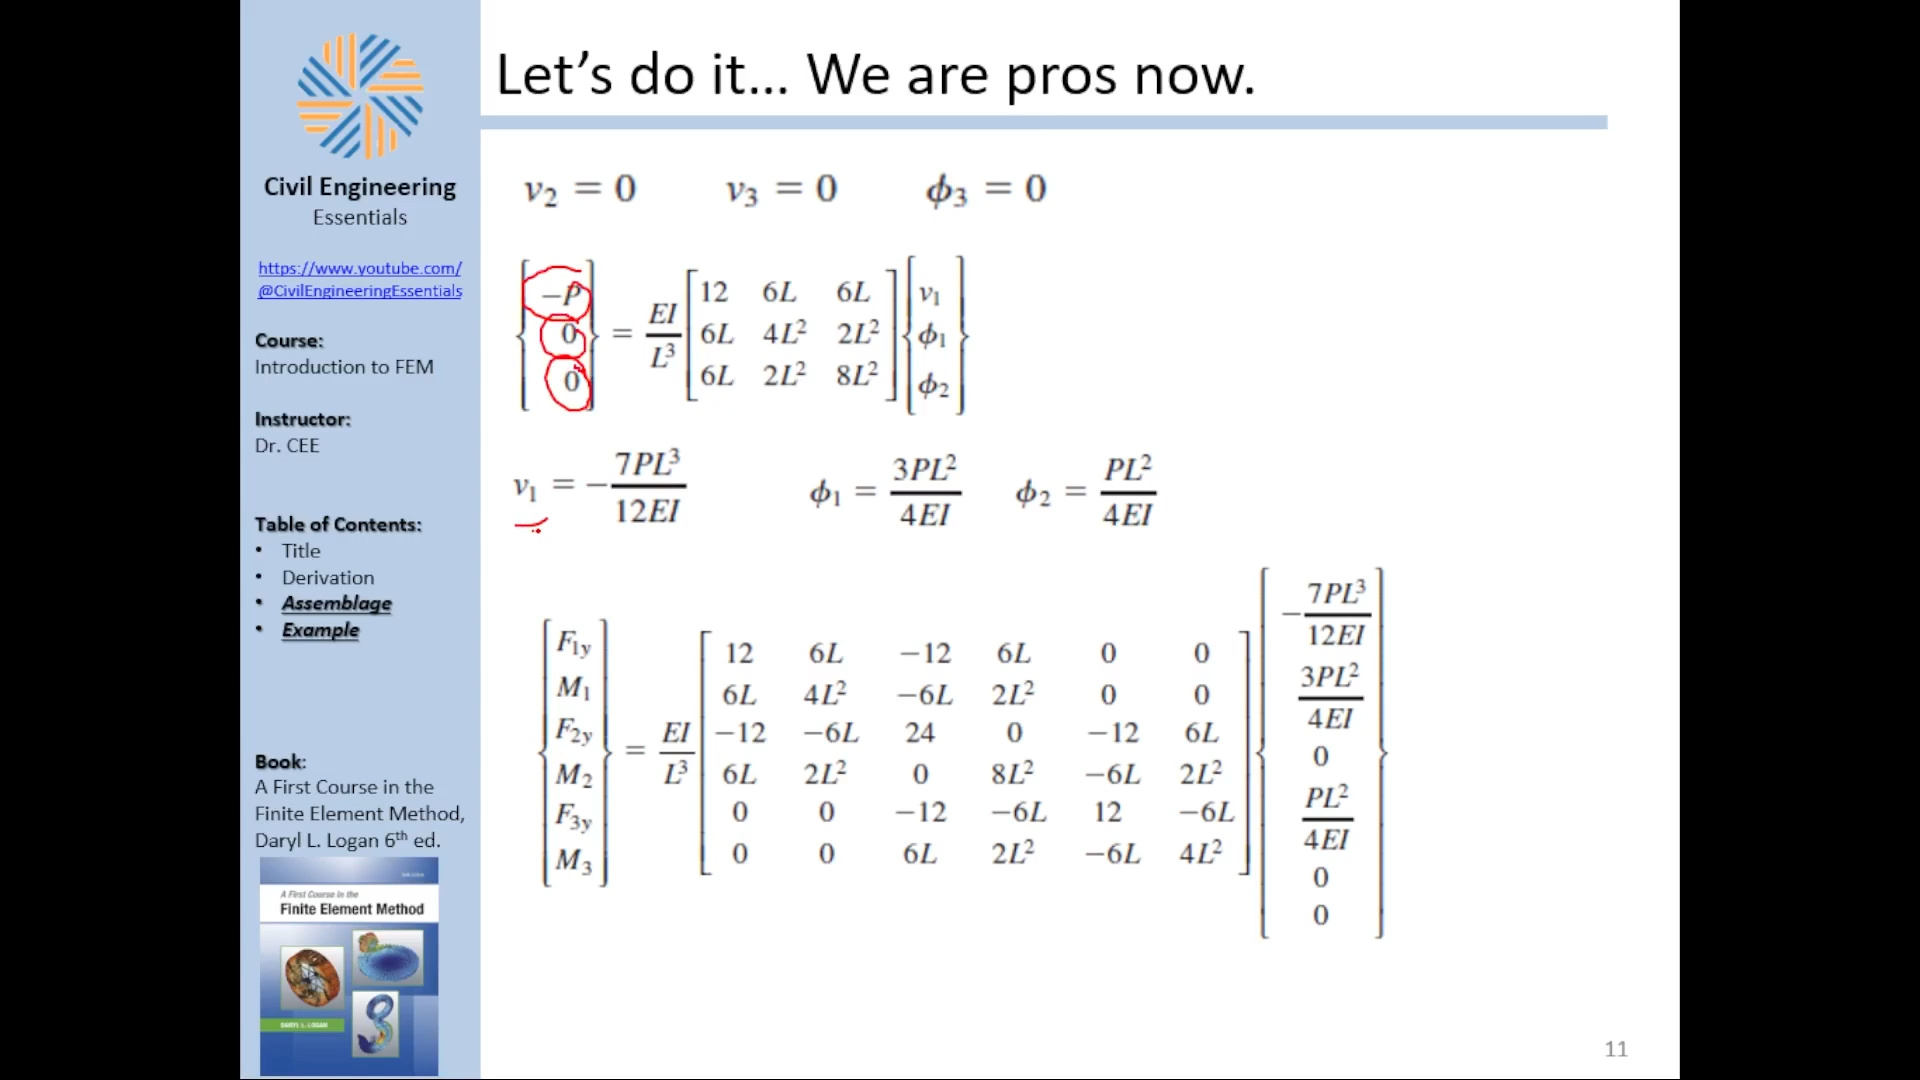 Let's do it… We are pros now.
Civil Engineering
Essentials
https://www.youtube.com/
@CivilEngineeringEssentials
Course:
Introduction to FEM
Instructor:
Dr. CEE
Table of Contents:
• Title
• Derivation
• Assemblage
• Example
Book:
A First Course in the
Finite Element Method,
Daryl L. Logan 6th ed.
A First Course in the
Finite Element Method
DARYL L. LOGAN
v₂ = 0 v₃ = 0 ϕ₃ = 0
{−P 0 0} = EI/L³ [12 6L 6L; 6L 4L² 2L²; 6L 2L² 8L²] {v₁ ϕ₁ ϕ₂}
v₁ = −7PL³/12EI ϕ₁ = 3PL²/4EI ϕ₂ = PL²/4EI
{F₁y M₁ F₂y M₂ F₃y M₃} = EI/L³ [12 6L −12 6L 0 0; 6L 4L² −6L 2L² 0 0; −12 −6L 24 0 −12 6L; 6L 2L² 0 8L² −6L 2L²; 0 0 −12 −6L 12 −6L; 0 0 6L 2L² −6L 4L²] {−7PL³/12EI 3PL²/4EI 0 PL²/4EI 0 0}
11